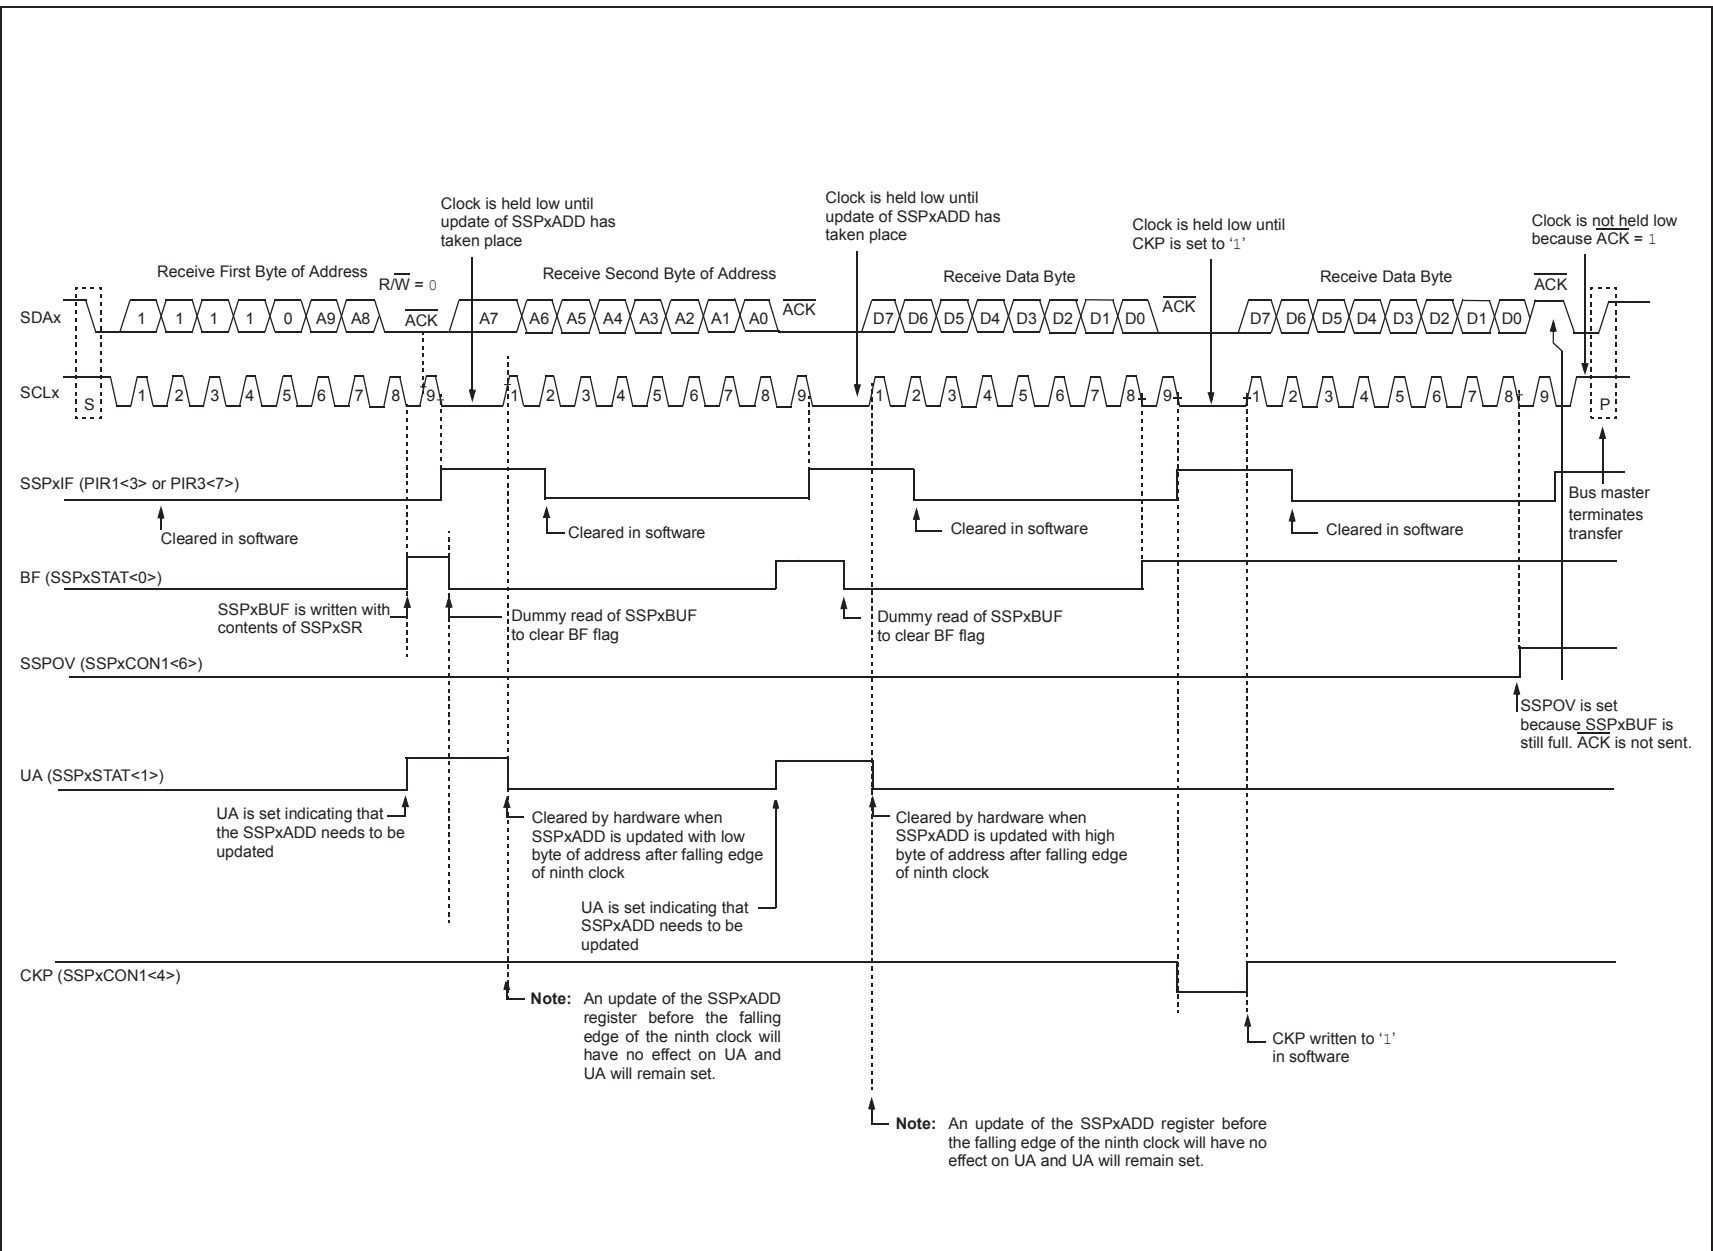 Clock is held low until
update of SSPxADD has
taken place
Clock is held low until
update of SSPxADD has
taken place
Clock is held low until
CKP is set to ‘1’
Clock is not held low
because ACK = 1
Receive First Byte of Address
R/W = 0
Receive Second Byte of Address
Receive Data Byte
Receive Data Byte
ACK
SDAx
1 1 1 1 0 A9 A8 ACK A7 A6 A5 A4 A3 A2 A1 A0 ACK D7 D6 D5 D4 D3 D2 D1 D0 ACK D7 D6 D5 D4 D3 D2 D1 D0
SCLx
S 1 2 3 4 5 6 7 8 9 1 2 3 4 5 6 7 8 9 1 2 3 4 5 6 7 8 9 1 2 3 4 5 6 7 8 9 P
SSPxIF (PIR1<3> or PIR3<7>)
Cleared in software
Cleared in software
Cleared in software
Cleared in software
Bus master
terminates
transfer
BF (SSPxSTAT<0>)
SSPxBUF is written with
contents of SSPxSR
Dummy read of SSPxBUF
to clear BF flag
Dummy read of SSPxBUF
to clear BF flag
SSPOV (SSPxCON1<6>)
SSPOV is set
because SSPxBUF is
still full. ACK is not sent.
UA (SSPxSTAT<1>)
UA is set indicating that
the SSPxADD needs to be
updated
Cleared by hardware when
SSPxADD is updated with low
byte of address after falling edge
of ninth clock
Cleared by hardware when
SSPxADD is updated with high
byte of address after falling edge
of ninth clock
UA is set indicating that
SSPxADD needs to be
updated
CKP (SSPxCON1<4>)
Note: An update of the SSPxADD
register before the falling
edge of the ninth clock will
have no effect on UA and
UA will remain set.
CKP written to ‘1’
in software
Note: An update of the SSPxADD register before
the falling edge of the ninth clock will have no
effect on UA and UA will remain set.